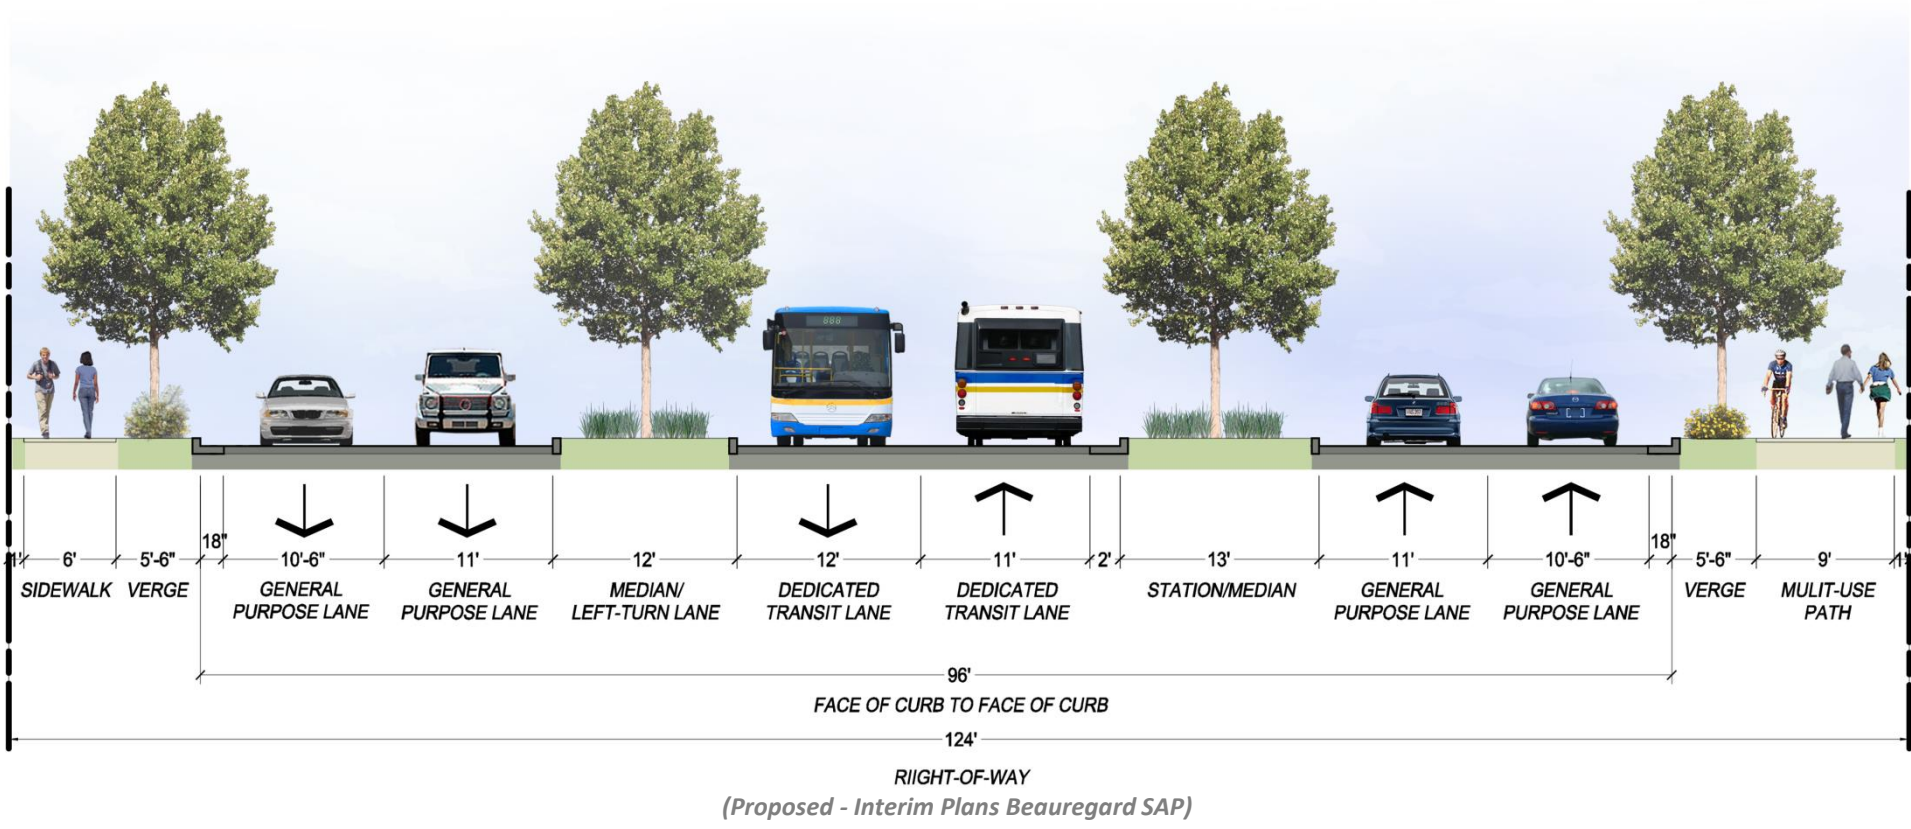 18"
18"
1'
6'
5'-6"
10'-6"
11'
12'
12'
11'
2'
13'
11'
10'-6"
5'-6"
9'
1'
SIDEWALK
VERGE
GENERAL
PURPOSE LANE
GENERAL
PURPOSE LANE
MEDIAN/
LEFT-TURN LANE
DEDICATED
TRANSIT LANE
DEDICATED
TRANSIT LANE
STATION/MEDIAN
GENERAL
PURPOSE LANE
GENERAL
PURPOSE LANE
VERGE
MULIT-USE
PATH
96'
FACE OF CURB TO FACE OF CURB
124'
RIIGHT-OF-WAY
(Proposed - Interim Plans Beauregard SAP)